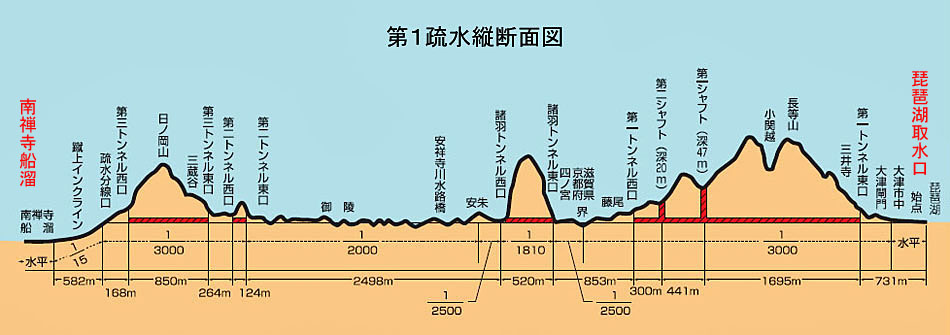 第1疏水縦断面図
南禅寺船溜
蹴上インクライン
疏水分線口
第三トンネル西口
日ノ岡山
三蔵谷
第三トンネル東口
第二トンネル西口
第二トンネル東口
御陵
安祥寺川水路橋
安朱
諸羽トンネル西口
諸羽トンネル東口
四ノ宮
京都府
滋賀県
界
藤尾
第一トンネル西口
第二シャフト(深20m)
第一シャフト(深47m)
小関越
長等山
三井寺
第一トンネル東口
大津閘門
大津市中
始点
琵琶湖
琵琶湖取水口
南禅寺
船溜
水平
1
15
1
3000
1
2000
1
1810
1
3000
水平
582m
168m
850m
264m
124m
2498m
520m
853m
300m
441m
1695m
731m
1
2500
1
2500